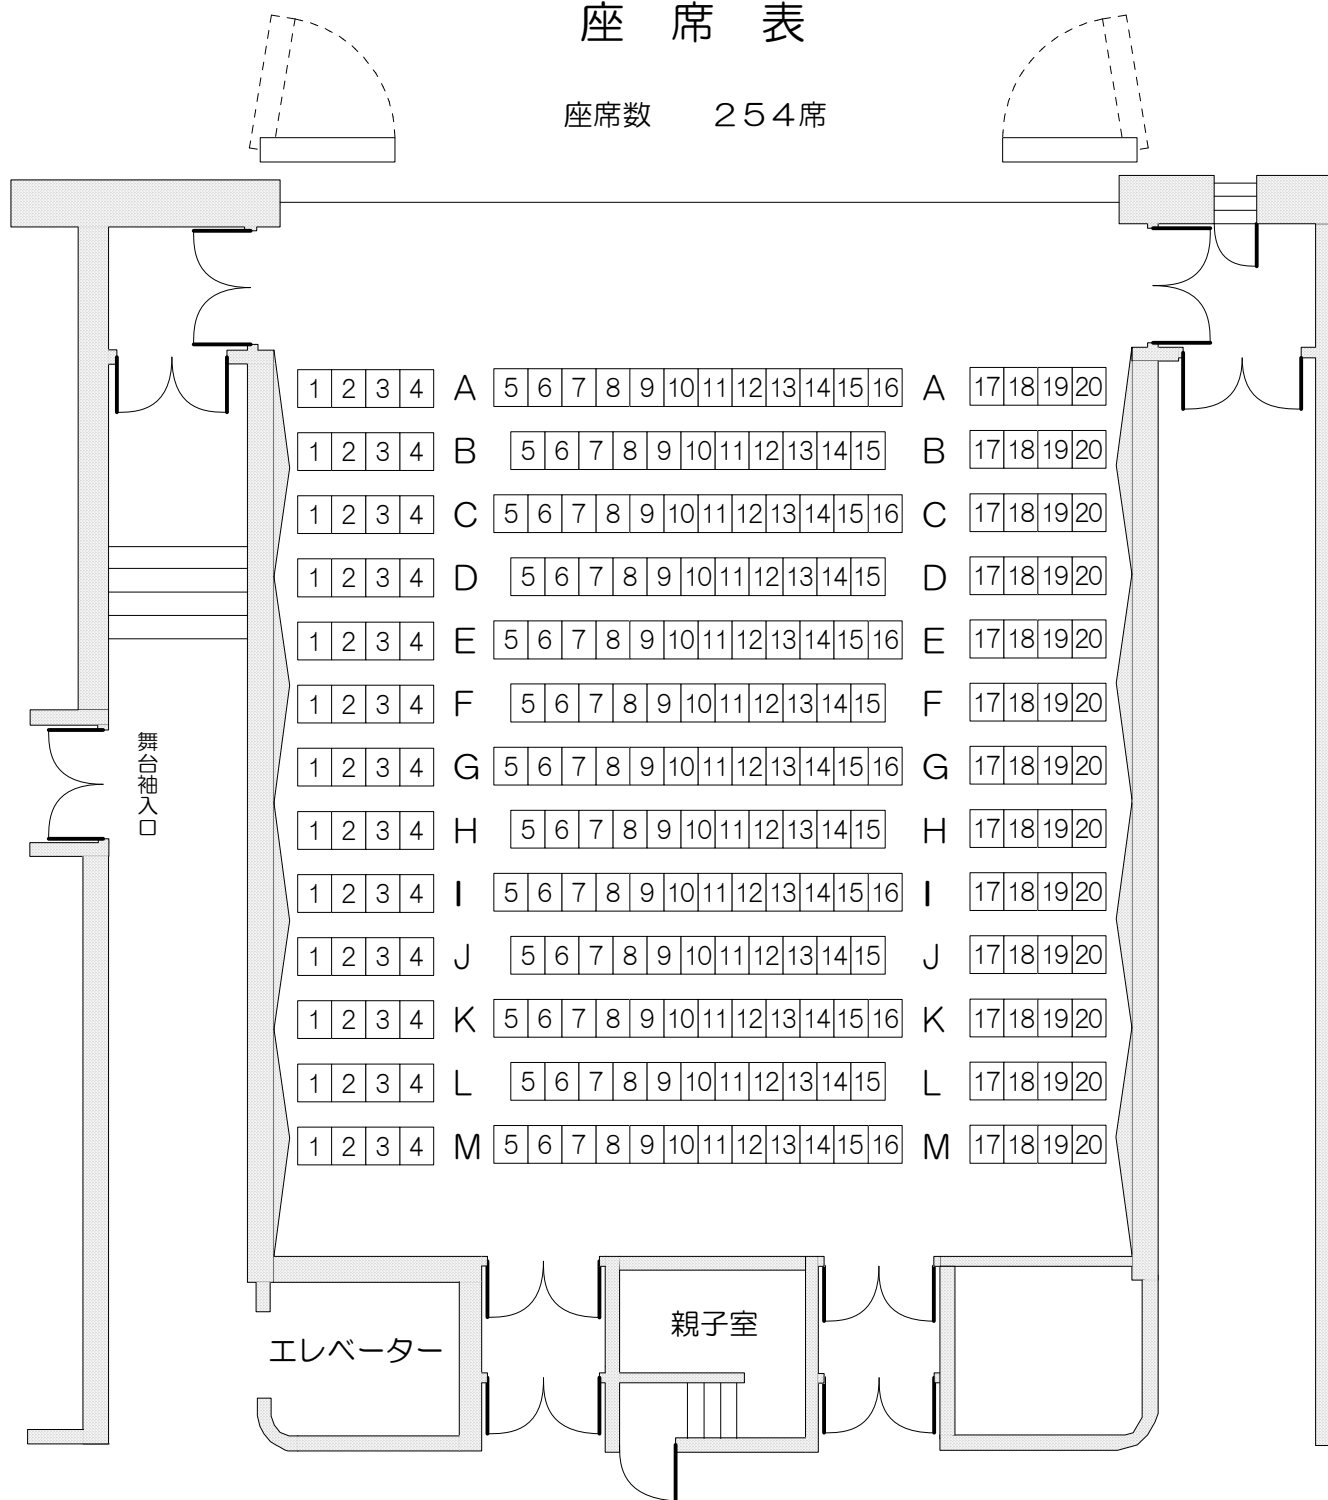 座 席 表
座席数　　２５４席
1 2 3 4 A 5 6 7 8 9 10 11 12 13 14 15 16 A 17 18 19 20
1 2 3 4 B 5 6 7 8 9 10 11 12 13 14 15 B 17 18 19 20
1 2 3 4 C 5 6 7 8 9 10 11 12 13 14 15 16 C 17 18 19 20
1 2 3 4 D 5 6 7 8 9 10 11 12 13 14 15 D 17 18 19 20
1 2 3 4 E 5 6 7 8 9 10 11 12 13 14 15 16 E 17 18 19 20
1 2 3 4 F 5 6 7 8 9 10 11 12 13 14 15 F 17 18 19 20
1 2 3 4 G 5 6 7 8 9 10 11 12 13 14 15 16 G 17 18 19 20
1 2 3 4 H 5 6 7 8 9 10 11 12 13 14 15 H 17 18 19 20
1 2 3 4 I 5 6 7 8 9 10 11 12 13 14 15 16 I 17 18 19 20
1 2 3 4 J 5 6 7 8 9 10 11 12 13 14 15 J 17 18 19 20
1 2 3 4 K 5 6 7 8 9 10 11 12 13 14 15 16 K 17 18 19 20
1 2 3 4 L 5 6 7 8 9 10 11 12 13 14 15 L 17 18 19 20
1 2 3 4 M 5 6 7 8 9 10 11 12 13 14 15 16 M 17 18 19 20
舞台袖入口
エレベーター
親子室